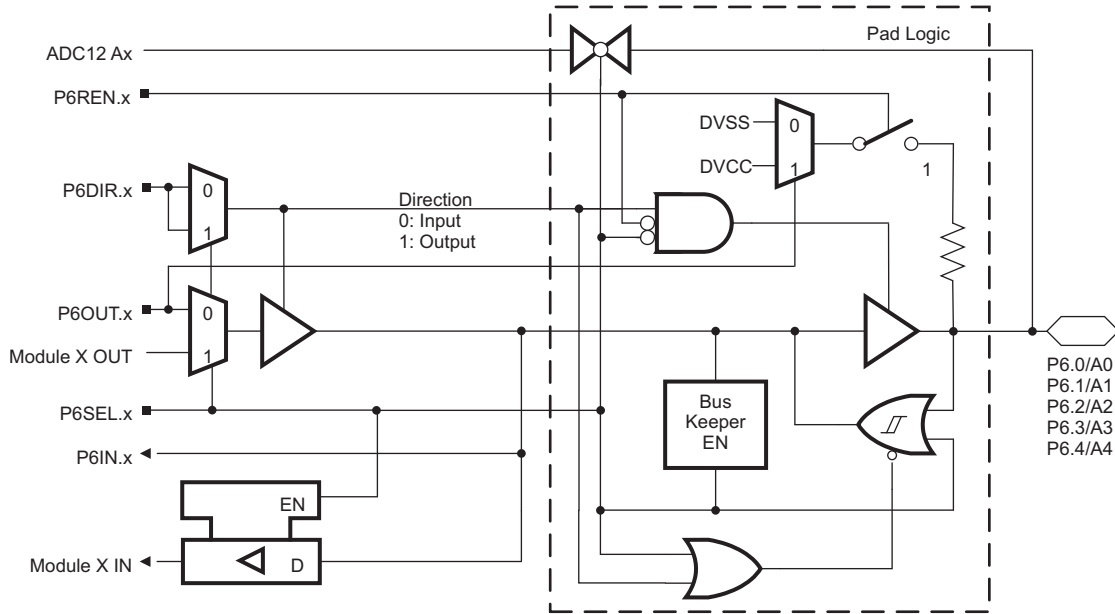 Pad Logic
ADC12 Ax
P6REN.x
DVSS
0
DVCC
1
1
P6DIR.x
0
1
Direction
0: Input
1: Output
P6OUT.x
0
Module X OUT
1
P6SEL.x
Bus
Keeper
EN
P6.0/A0
P6.1/A1
P6.2/A2
P6.3/A3
P6.4/A4
P6IN.x
EN
Module X IN
D